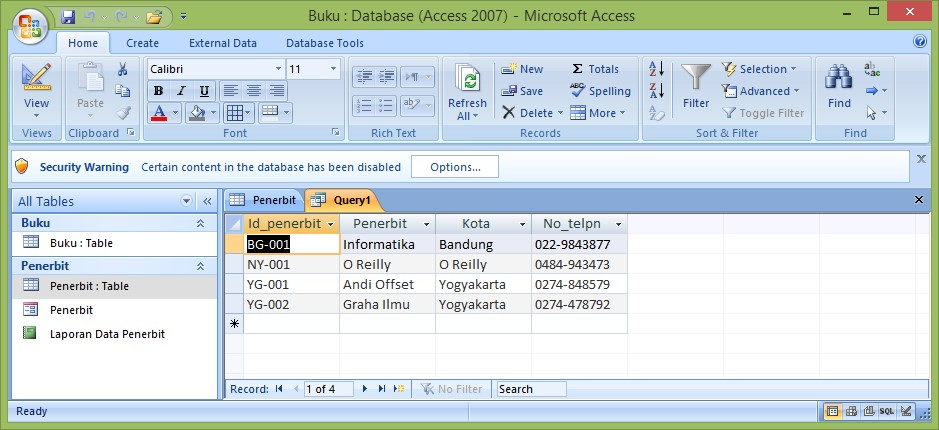 Buku : Database (Access 2007) - Microsoft Access
Home Create External Data Database Tools
View
Views
Paste
Clipboard
Calibri 11
B I U
A A
Font
Rich Text
Refresh All
New Save Delete
Totals Spelling More
Records
Filter
Selection Advanced Toggle Filter
Sort & Filter
Find
ab ac
Find
Security Warning Certain content in the database has been disabled Options...
All Tables
Buku
Buku : Table
Penerbit
Penerbit : Table
Penerbit
Laporan Data Penerbit
Penerbit Query1
Id_penerbit Penerbit Kota No_telpn
BG-001 Informatika Bandung 022-9843877
NY-001 O Reilly O Reilly 0484-943473
YG-001 Andi Offset Yogyakarta 0274-848579
YG-002 Graha Ilmu Yogyakarta 0274-478792
Record: 1 of 4 No Filter Search
Ready SQL